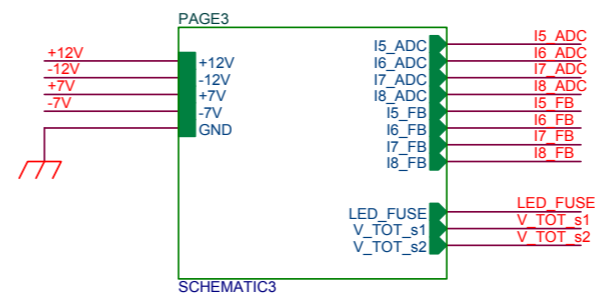 PAGE3
+12V
-12V
+7V
-7V
+12V
-12V
+7V
-7V
GND
I5_ADC
I6_ADC
I7_ADC
I8_ADC
I5_FB
I6_FB
I7_FB
I8_FB
LED_FUSE
V_TOT_s1
V_TOT_s2
I5_ADC
I6_ADC
I7_ADC
I8_ADC
I5_FB
I6_FB
I7_FB
I8_FB
LED_FUSE
V_TOT_s1
V_TOT_s2
SCHEMATIC3